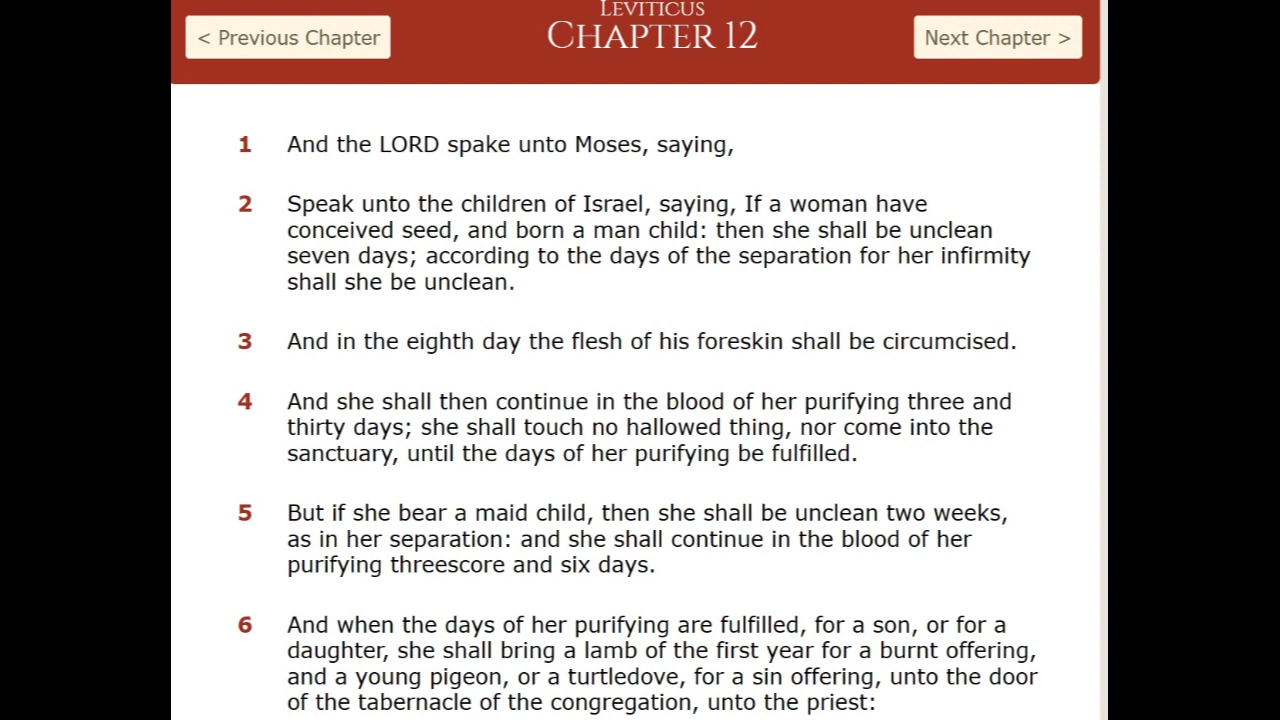 LEVITICUS
< Previous Chapter
CHAPTER 12
Next Chapter >
1 And the LORD spake unto Moses, saying,
2 Speak unto the children of Israel, saying, If a woman have
conceived seed, and born a man child: then she shall be unclean
seven days; according to the days of the separation for her infirmity
shall she be unclean.
3 And in the eighth day the flesh of his foreskin shall be circumcised.
4 And she shall then continue in the blood of her purifying three and
thirty days; she shall touch no hallowed thing, nor come into the
sanctuary, until the days of her purifying be fulfilled.
5 But if she bear a maid child, then she shall be unclean two weeks,
as in her separation: and she shall continue in the blood of her
purifying threescore and six days.
6 And when the days of her purifying are fulfilled, for a son, or for a
daughter, she shall bring a lamb of the first year for a burnt offering,
and a young pigeon, or a turtledove, for a sin offering, unto the door
of the tabernacle of the congregation, unto the priest: